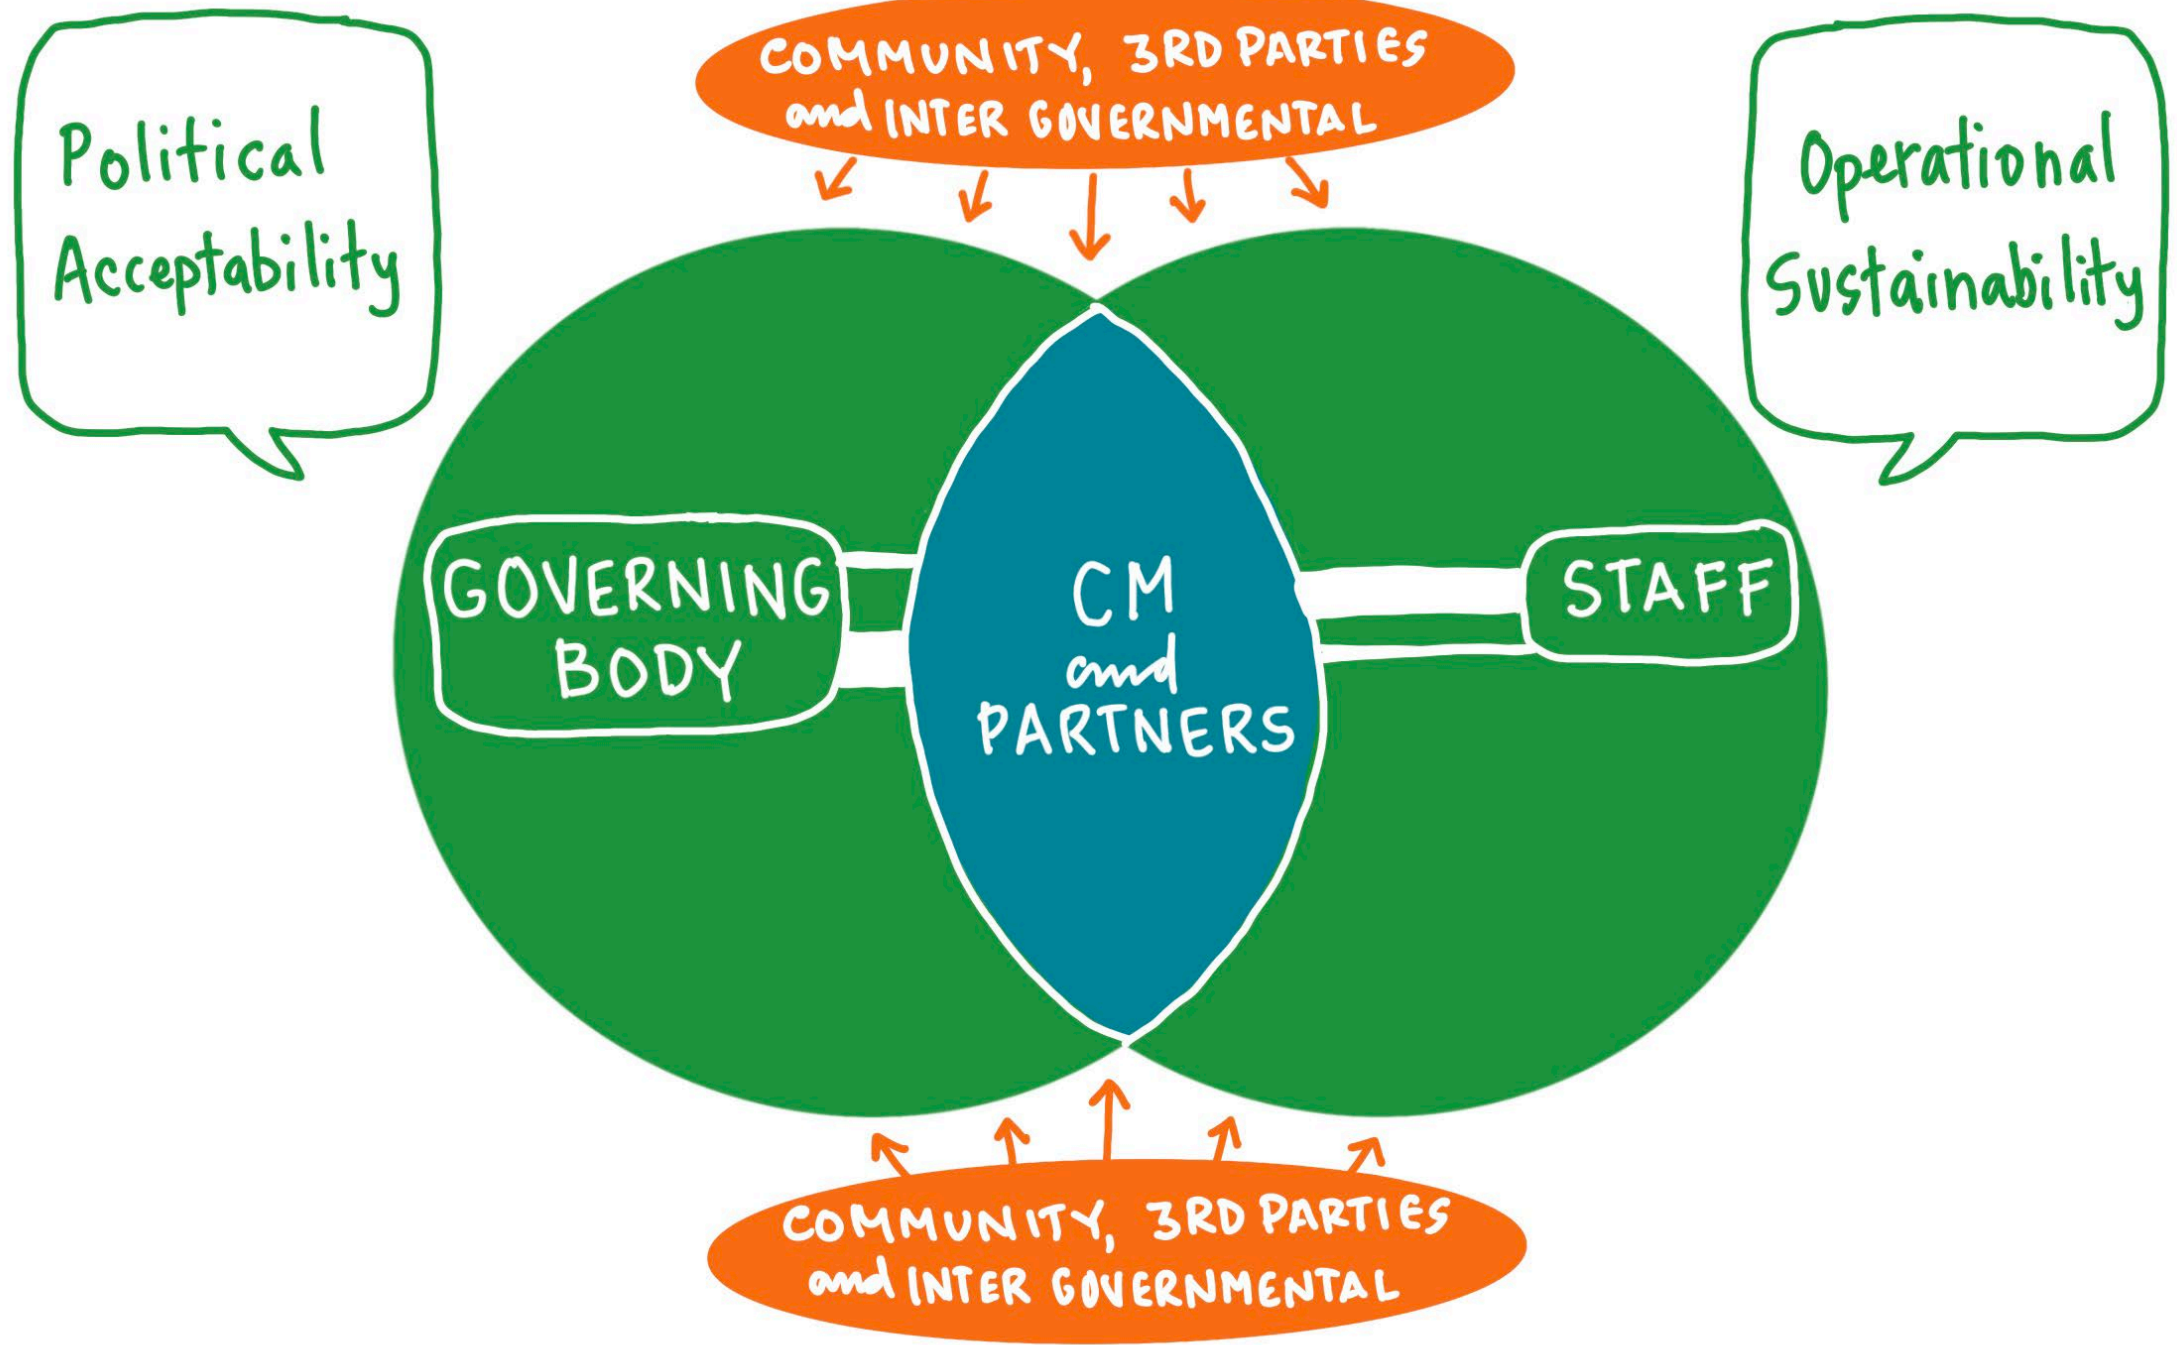 COMMUNITY, 3RD PARTIES
and INTER GOVERNMENTAL
Political
Acceptability
Operational
Sustainability
GOVERNING
BODY
CM
and
PARTNERS
STAFF
COMMUNITY, 3RD PARTIES
and INTER GOVERNMENTAL